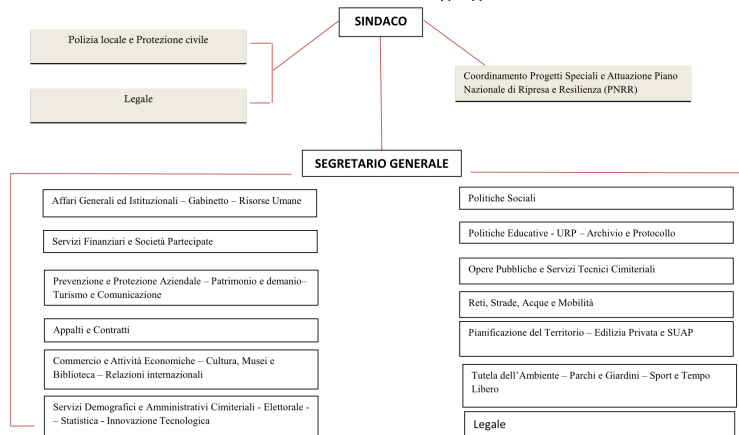 SINDACO
Polizia locale e Protezione civile
Legale
Coordinamento Progetti Speciali e Attuazione Piano
Nazionale di Ripresa e Resilienza (PNRR)
SEGRETARIO GENERALE
Affari Generali ed Istituzionali – Gabinetto – Risorse Umane
Servizi Finanziari e Società Partecipate
Prevenzione e Protezione Aziendale – Patrimonio e demanio–
Turismo e Comunicazione
Appalti e Contratti
Commercio e Attività Economiche – Cultura, Musei e
Biblioteca – Relazioni internazionali
Servizi Demografici e Amministrativi Cimiteriali - Elettorale -
– Statistica - Innovazione Tecnologica
Politiche Sociali
Politiche Educative - URP – Archivio e Protocollo
Opere Pubbliche e Servizi Tecnici Cimiteriali
Reti, Strade, Acque e Mobilità
Pianificazione del Territorio – Edilizia Privata e SUAP
Tutela dell’Ambiente – Parchi e Giardini – Sport e Tempo
Libero
Legale